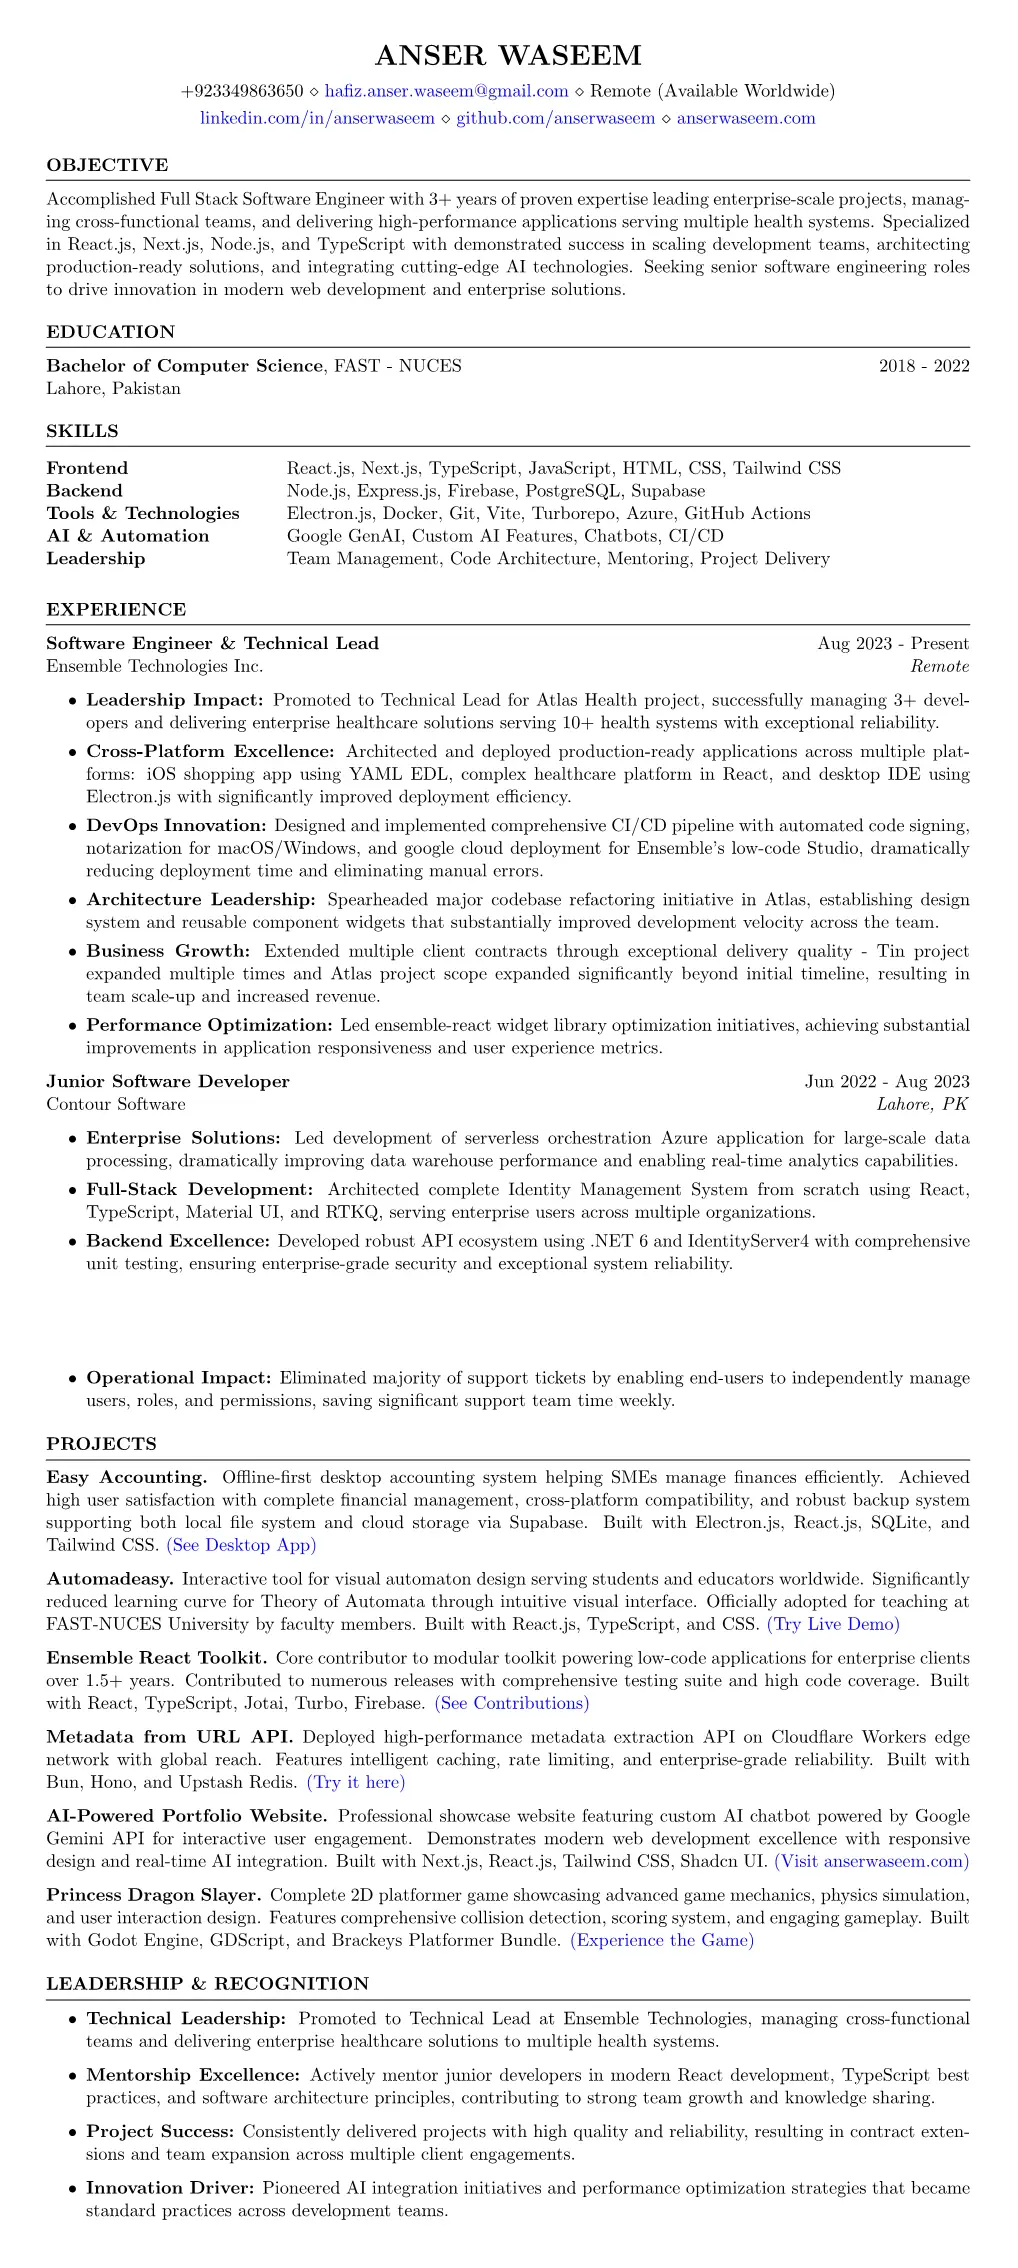 ANSER WASEEM
+923349863650 ⋄ hafiz.anser.waseem@gmail.com ⋄ Remote (Available Worldwide)
linkedin.com/in/anserwaseem ⋄ github.com/anserwaseem ⋄ anserwaseem.com
OBJECTIVE
Accomplished Full Stack Software Engineer with 3+ years of proven expertise leading enterprise-scale projects, manag-
ing cross-functional teams, and delivering high-performance applications serving multiple health systems. Specialized
in React.js, Next.js, Node.js, and TypeScript with demonstrated success in scaling development teams, architecting
production-ready solutions, and integrating cutting-edge AI technologies. Seeking senior software engineering roles
to drive innovation in modern web development and enterprise solutions.
EDUCATION
Bachelor of Computer Science, FAST - NUCES 2018 - 2022
Lahore, Pakistan
SKILLS
Frontend React.js, Next.js, TypeScript, JavaScript, HTML, CSS, Tailwind CSS
Backend Node.js, Express.js, Firebase, PostgreSQL, Supabase
Tools & Technologies Electron.js, Docker, Git, Vite, Turborepo, Azure, GitHub Actions
AI & Automation Google GenAI, Custom AI Features, Chatbots, CI/CD
Leadership Team Management, Code Architecture, Mentoring, Project Delivery
EXPERIENCE
Software Engineer & Technical Lead Aug 2023 - Present
Ensemble Technologies Inc. Remote
• Leadership Impact: Promoted to Technical Lead for Atlas Health project, successfully managing 3+ devel-
opers and delivering enterprise healthcare solutions serving 10+ health systems with exceptional reliability.
• Cross-Platform Excellence: Architected and deployed production-ready applications across multiple plat-
forms: iOS shopping app using YAML EDL, complex healthcare platform in React, and desktop IDE using
Electron.js with significantly improved deployment efficiency.
• DevOps Innovation: Designed and implemented comprehensive CI/CD pipeline with automated code signing,
notarization for macOS/Windows, and google cloud deployment for Ensemble's low-code Studio, dramatically
reducing deployment time and eliminating manual errors.
• Architecture Leadership: Spearheaded major codebase refactoring initiative in Atlas, establishing design
system and reusable component widgets that substantially improved development velocity across the team.
• Business Growth: Extended multiple client contracts through exceptional delivery quality - Tin project
expanded multiple times and Atlas project scope expanded significantly beyond initial timeline, resulting in
team scale-up and increased revenue.
• Performance Optimization: Led ensemble-react widget library optimization initiatives, achieving substantial
improvements in application responsiveness and user experience metrics.
Junior Software Developer Jun 2022 - Aug 2023
Contour Software Lahore, PK
• Enterprise Solutions: Led development of serverless orchestration Azure application for large-scale data
processing, dramatically improving data warehouse performance and enabling real-time analytics capabilities.
• Full-Stack Development: Architected complete Identity Management System from scratch using React,
TypeScript, Material UI, and RTKQ, serving enterprise users across multiple organizations.
• Backend Excellence: Developed robust API ecosystem using .NET 6 and IdentityServer4 with comprehensive
unit testing, ensuring enterprise-grade security and exceptional system reliability.
• Operational Impact: Eliminated majority of support tickets by enabling end-users to independently manage
users, roles, and permissions, saving significant support team time weekly.
PROJECTS
Easy Accounting. Offline-first desktop accounting system helping SMEs manage finances efficiently. Achieved
high user satisfaction with complete financial management, cross-platform compatibility, and robust backup system
supporting both local file system and cloud storage via Supabase. Built with Electron.js, React.js, SQLite, and
Tailwind CSS. (See Desktop App)
Automadeasy. Interactive tool for visual automaton design serving students and educators worldwide. Significantly
reduced learning curve for Theory of Automata through intuitive visual interface. Officially adopted for teaching at
FAST-NUCES University by faculty members. Built with React.js, TypeScript, and CSS. (Try Live Demo)
Ensemble React Toolkit. Core contributor to modular toolkit powering low-code applications for enterprise clients
over 1.5+ years. Contributed to numerous releases with comprehensive testing suite and high code coverage. Built
with React, TypeScript, Jotai, Turbo, Firebase. (See Contributions)
Metadata from URL API. Deployed high-performance metadata extraction API on Cloudflare Workers edge
network with global reach. Features intelligent caching, rate limiting, and enterprise-grade reliability. Built with
Bun, Hono, and Upstash Redis. (Try it here)
AI-Powered Portfolio Website. Professional showcase website featuring custom AI chatbot powered by Google
Gemini API for interactive user engagement. Demonstrates modern web development excellence with responsive
design and real-time AI integration. Built with Next.js, React.js, Tailwind CSS, Shadcn UI. (Visit anserwaseem.com)
Princess Dragon Slayer. Complete 2D platformer game showcasing advanced game mechanics, physics simulation,
and user interaction design. Features comprehensive collision detection, scoring system, and engaging gameplay. Built
with Godot Engine, GDScript, and Brackeys Platformer Bundle. (Experience the Game)
LEADERSHIP & RECOGNITION
• Technical Leadership: Promoted to Technical Lead at Ensemble Technologies, managing cross-functional
teams and delivering enterprise healthcare solutions to multiple health systems.
• Mentorship Excellence: Actively mentor junior developers in modern React development, TypeScript best
practices, and software architecture principles, contributing to strong team growth and knowledge sharing.
• Project Success: Consistently delivered projects with high quality and reliability, resulting in contract exten-
sions and team expansion across multiple client engagements.
• Innovation Driver: Pioneered AI integration initiatives and performance optimization strategies that became
standard practices across development teams.